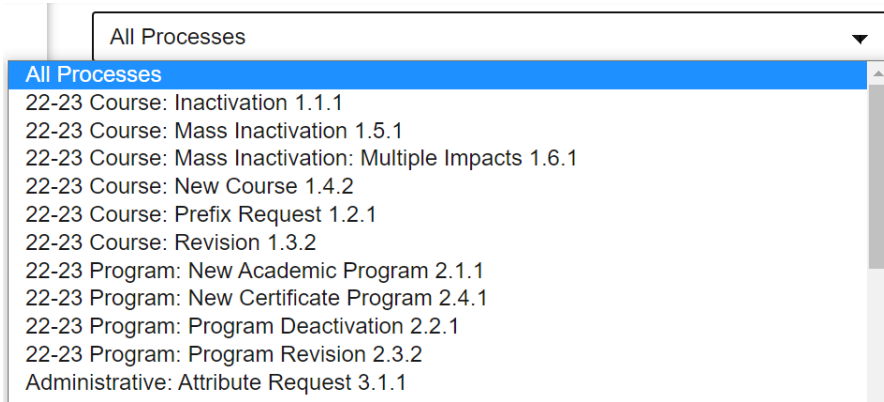 All Processes
All Processes
22-23 Course: Inactivation 1.1.1
22-23 Course: Mass Inactivation 1.5.1
22-23 Course: Mass Inactivation: Multiple Impacts 1.6.1
22-23 Course: New Course 1.4.2
22-23 Course: Prefix Request 1.2.1
22-23 Course: Revision 1.3.2
22-23 Program: New Academic Program 2.1.1
22-23 Program: New Certificate Program 2.4.1
22-23 Program: Program Deactivation 2.2.1
22-23 Program: Program Revision 2.3.2
Administrative: Attribute Request 3.1.1